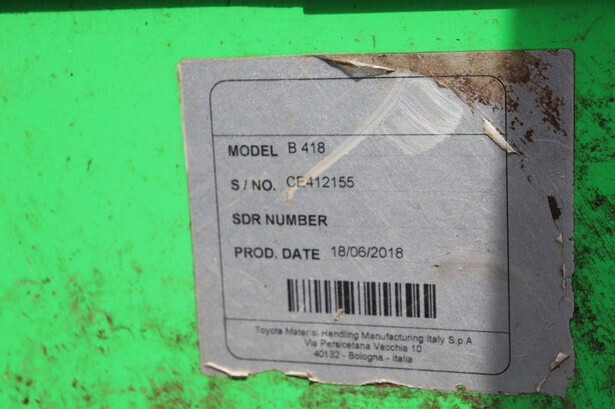 MODEL B 418
S / NO. CE412155
SDR NUMBER
PROD. DATE 18/06/2018
Toyota Material Handling Manufacturing Italy S.p.A
Via Persicetana Vecchia 10
40132 - Bologna - Italia